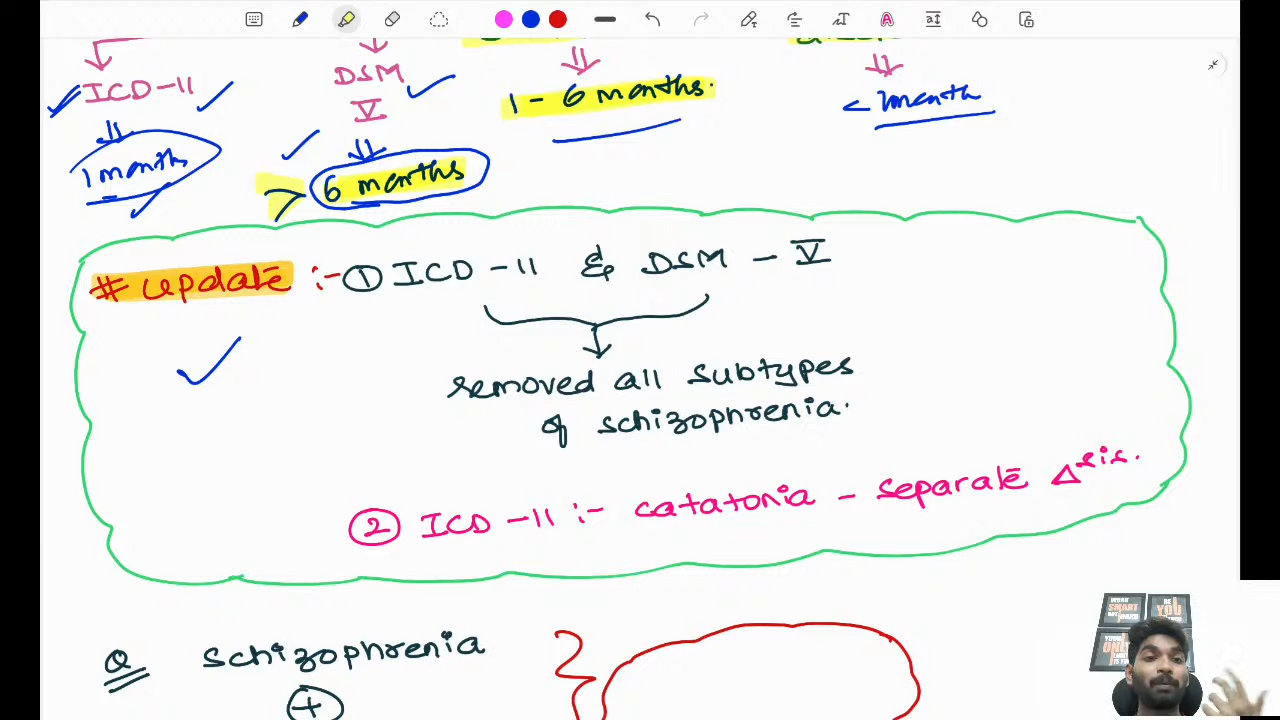 ICD-11
DSM
V
1 - 6 months.
< 1month
1 months
> 6 months
# update :- ① ICD - 11 & DSM - V
removed all subtypes
of schizophrenia.
② ICD - 11 :- catatonia - separate Δsis.
Q schizophrenia
+